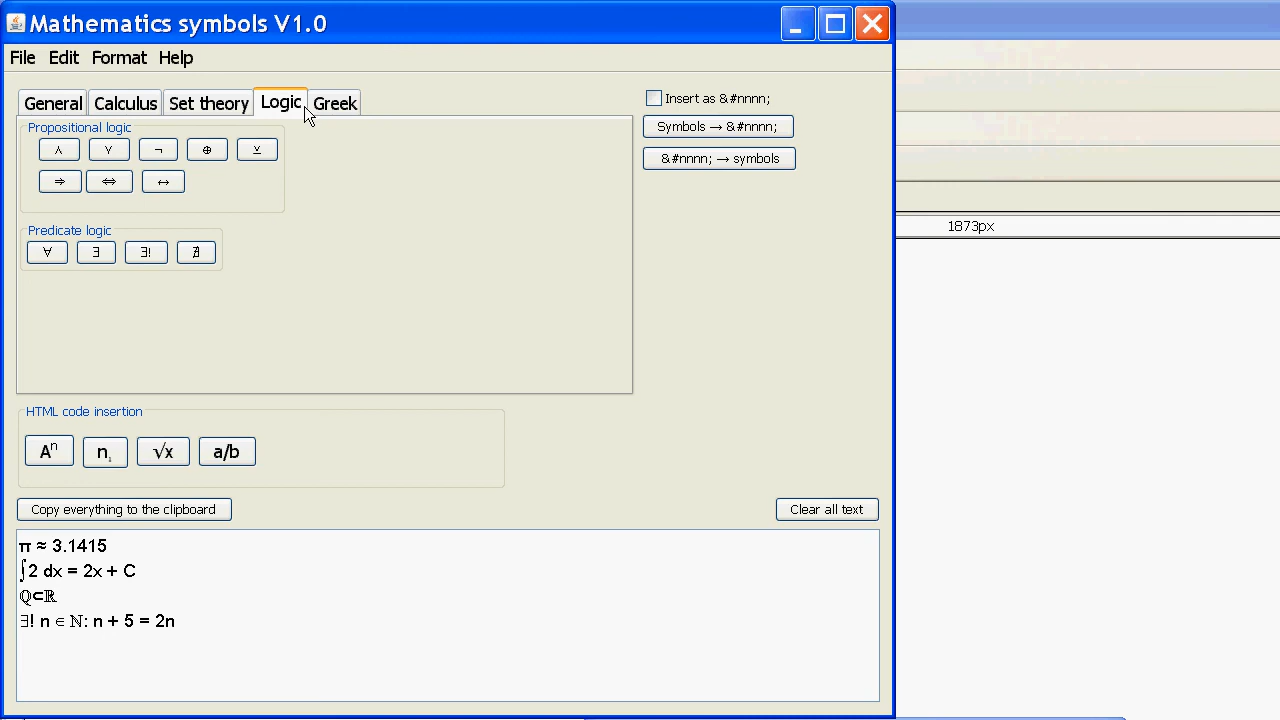 Mathematics symbols V1.0
File Edit Format Help
General Calculus Set theory Logic Greek
Insert as &#nnnn;
Symbols → &#nnnn;
&#nnnn; → symbols
Propositional logic
∧ ∨ ¬ ⊕ ⊻
⇒ ⇔ ↔
Predicate logic
∀ ∃ ∃! ∄
1873px
HTML code insertion
Aⁿ n, √x a/b
Copy everything to the clipboard
Clear all text
π ≈ 3.1415
∫2 dx = 2x + C
ℚ⊂ℝ
∃! n ∈ ℕ: n + 5 = 2n